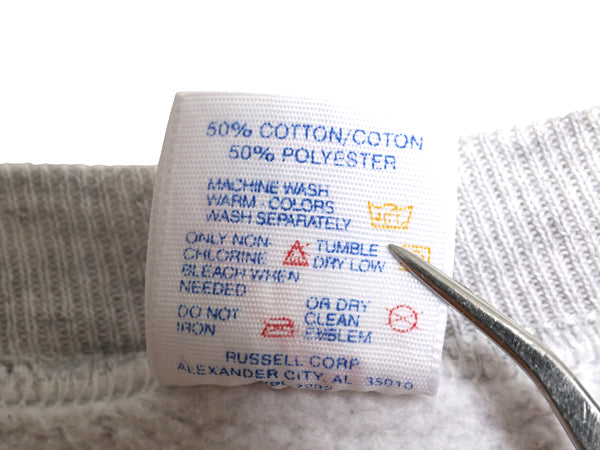 50% COTTON/COTON
50% POLYESTER
MACHINE WASH
WARM - COLORS
WASH SEPARATELY
ONLY NON-
CHLORINE
BLEACH WHEN
NEEDED
TUMBLE
DRY LOW
DO NOT
IRON
OR DRY
CLEAN
EMBLEM
RUSSELL CORP
ALEXANDER CITY, AL 35010